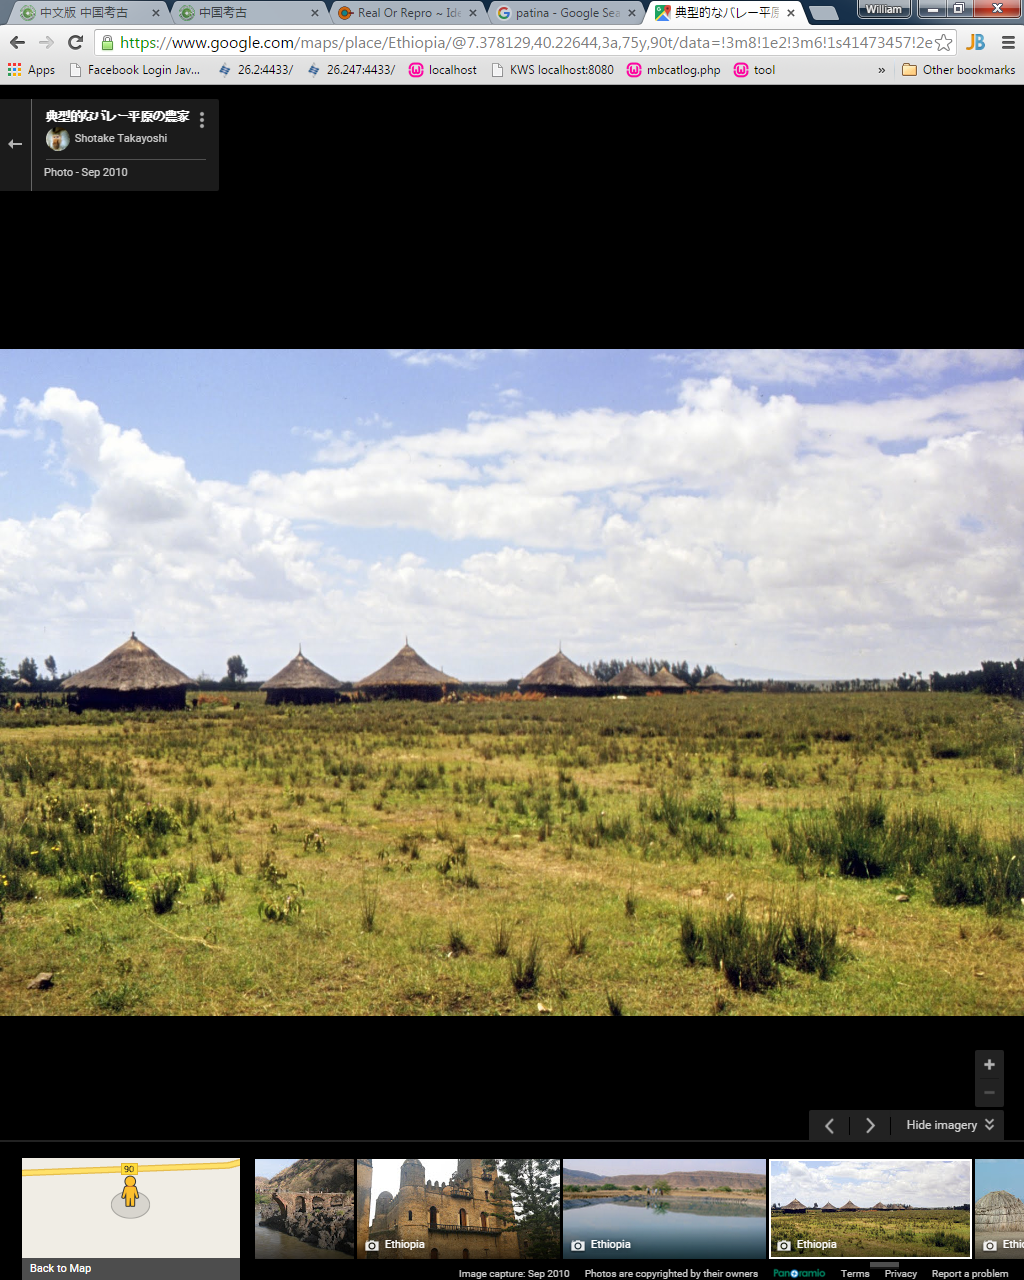 中文版 中国考古
中国考古
Real Or Repro ~ Ide
patina - Google Sea
典型的なバレー平原
William
https://www.google.com/maps/place/Ethiopia/@7.378129,40.22644,3a,75y,90t/data=!3m8!1e2!3m6!1s41473457!2e
JB
Apps
Facebook Login Jav...
26.2:4433/
26.247:4433/
localhost
KWS localhost:8080
mbcatlog.php
tool
»
Other bookmarks
典型的なバレー平原の農家
Shotake Takayoshi
Photo - Sep 2010
Hide imagery
90
Back to Map
Ethiopia
Ethiopia
Ethiopia
Ethio
Image capture: Sep 2010
Photos are copyrighted by their owners
Panoramio
Terms
Privacy
Report a problem